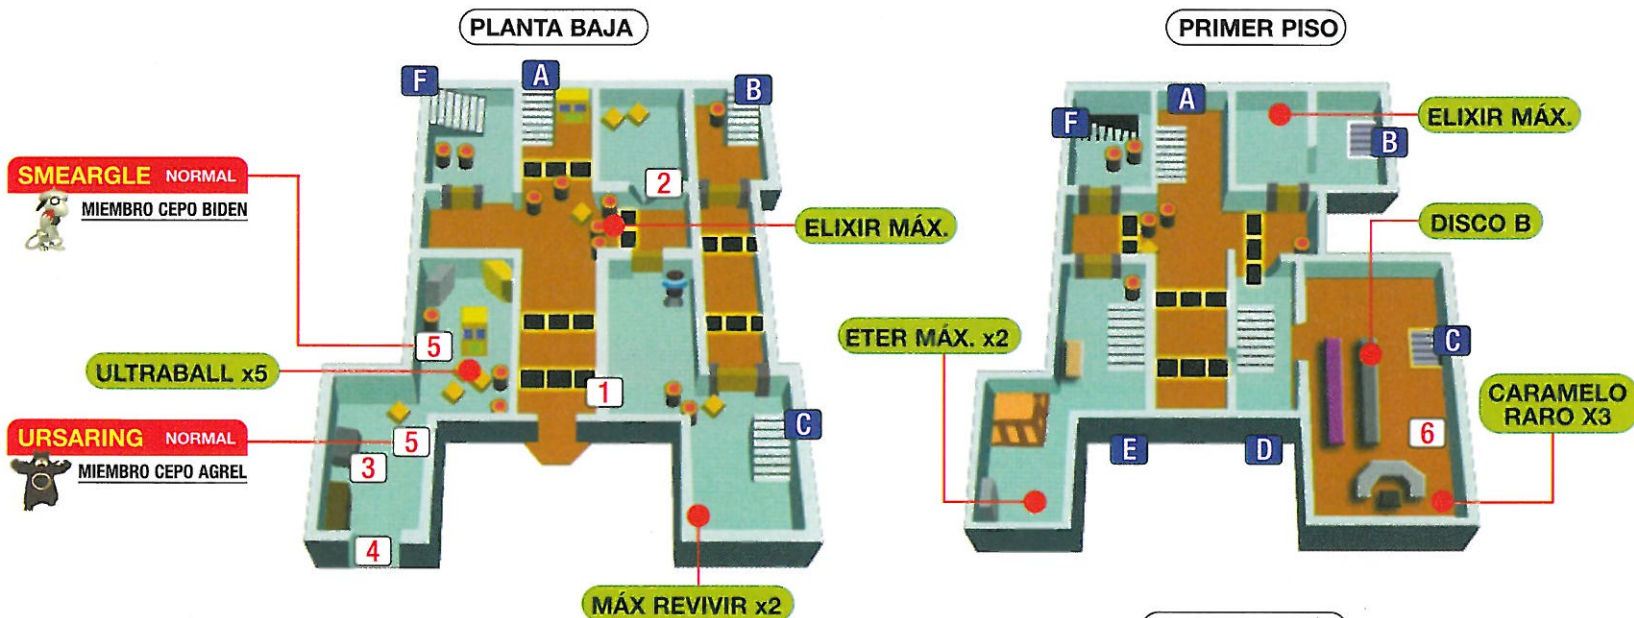 PLANTA BAJA
F
A
B
SMEARGLE NORMAL
MIEMBRO CEPO BIDEN
2
ELIXIR MÁX.
5
ULTRABALL x5
1
URSARING NORMAL
MIEMBRO CEPO AGREL
5
3
C
4
MÁX REVIVIR x2
PRIMER PISO
A
F
B
ELIXIR MÁX.
DISCO B
ETER MÁX. x2
C
CARAMELO
RARO X3
6
E
D